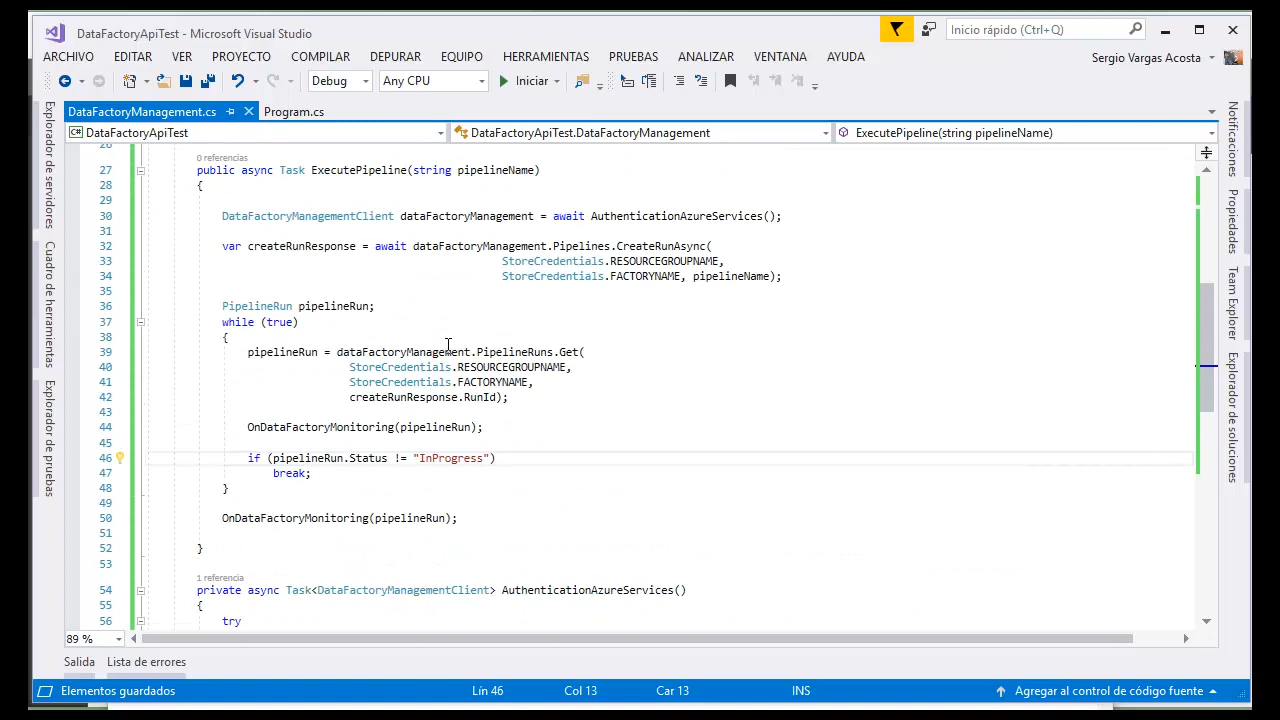 DataFactoryApiTest - Microsoft Visual Studio
Inicio rápido (Ctrl+Q)
ARCHIVO EDITAR VER PROYECTO COMPILAR DEPURAR EQUIPO HERRAMIENTAS PRUEBAS ANALIZAR VENTANA AYUDA Sergio Vargas Acosta
Debug Any CPU Iniciar
DataFactoryManagement.cs Program.cs
C# DataFactoryApiTest DataFactoryApiTest.DataFactoryManagement ExecutePipeline(string pipelineName)
Explorador de servidores
Cuadro de herramientas
Explorador de pruebas
26
0 referencias
27 public async Task ExecutePipeline(string pipelineName)
28 {
29
30 DataFactoryManagementClient dataFactoryManagement = await AuthenticationAzureServices();
31
32 var createRunResponse = await dataFactoryManagement.Pipelines.CreateRunAsync(
33 StoreCredentials.RESOURCEGROUPNAME,
34 StoreCredentials.FACTORYNAME, pipelineName);
35
36 PipelineRun pipelineRun;
37 while (true)
38 {
39 pipelineRun = dataFactoryManagement.PipelineRuns.Get(
40 StoreCredentials.RESOURCEGROUPNAME,
41 StoreCredentials.FACTORYNAME,
42 createRunResponse.RunId);
43
44 OnDataFactoryMonitoring(pipelineRun);
45
46 if (pipelineRun.Status != "InProgress")
47 break;
48 }
49
50 OnDataFactoryMonitoring(pipelineRun);
51
52 }
53
1 referencia
54 private async Task<DataFactoryManagementClient> AuthenticationAzureServices()
55 {
56 try
Notificaciones
Propiedades
Team Explorer
Explorador de soluciones
89 %
Salida Lista de errores
Elementos guardados Lín 46 Col 13 Car 13 INS Agregar al control de código fuente